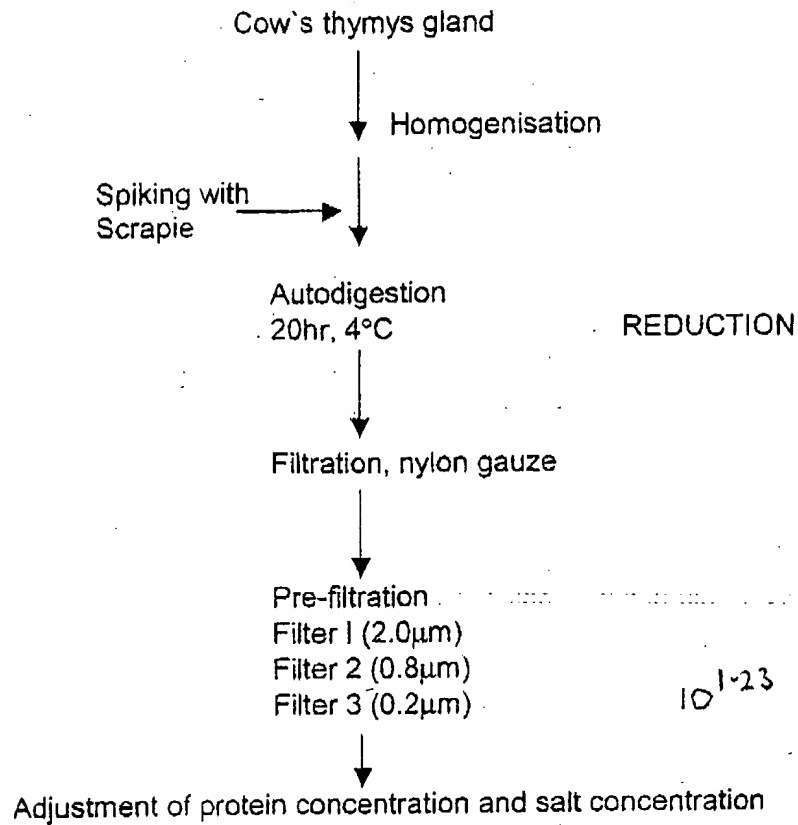 Cow`s thymys gland
Homogenisation
Spiking with
Scrapie
Autodigestion
20hr, 4°C
REDUCTION
Filtration, nylon gauze
Pre-filtration
Filter I (2.0μm)
Filter 2 (0.8μm)
Filter 3 (0.2μm)
10^1.23
Adjustment of protein concentration and salt concentration